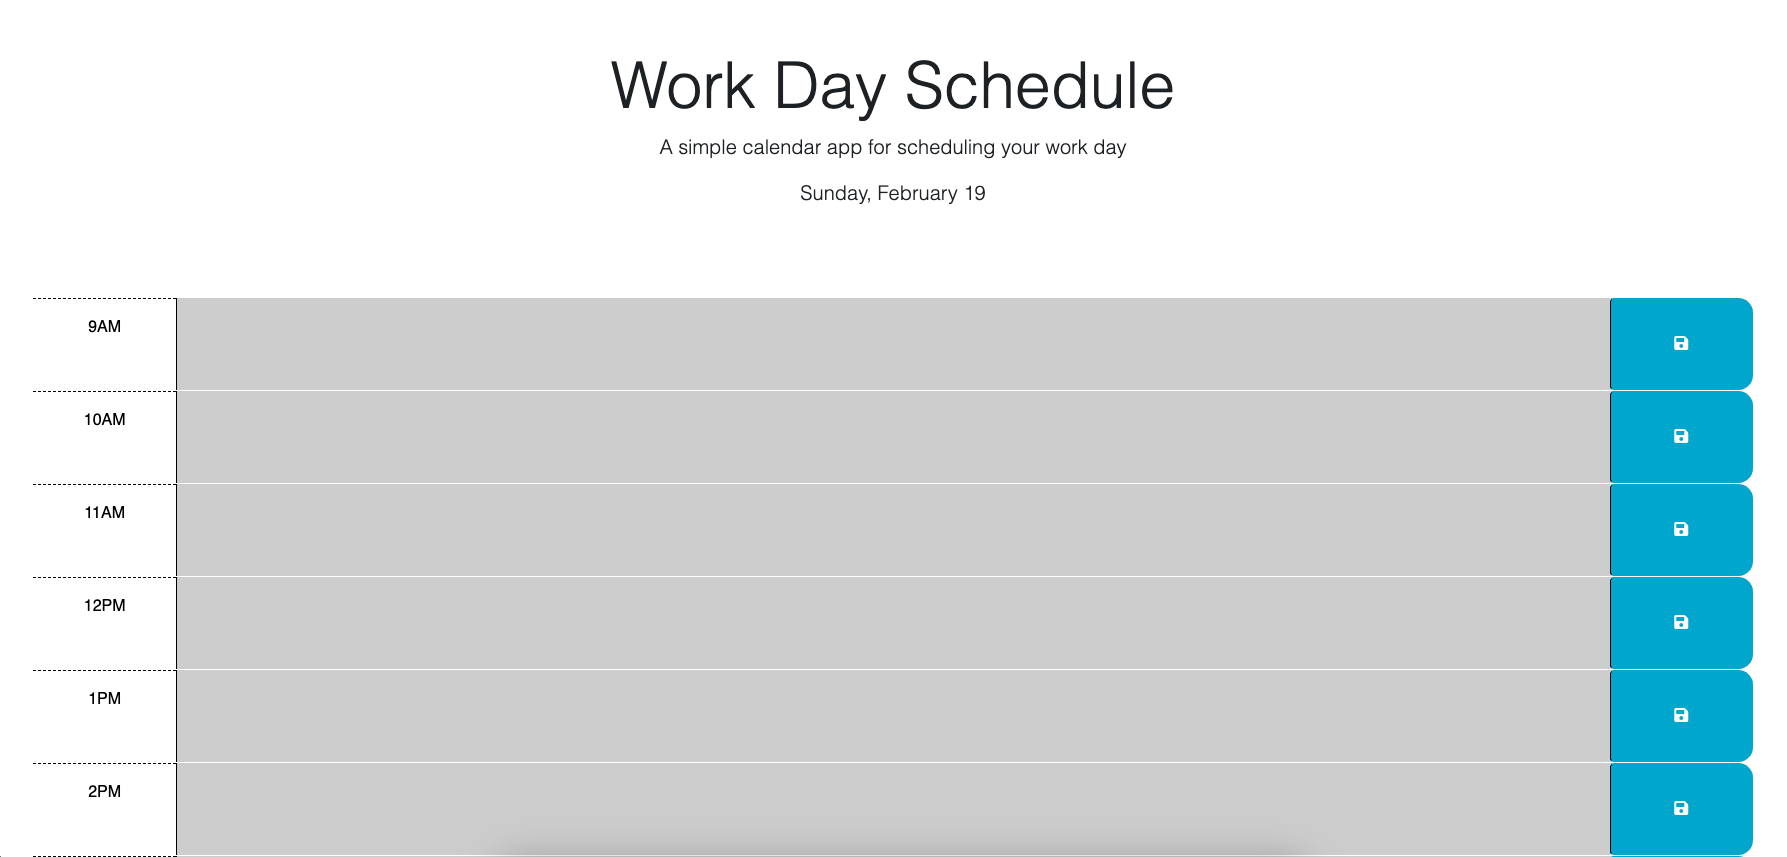 Work Day Schedule
A simple calendar app for scheduling your work day
Sunday, February 19
9AM
10AM
11AM
12PM
1PM
2PM